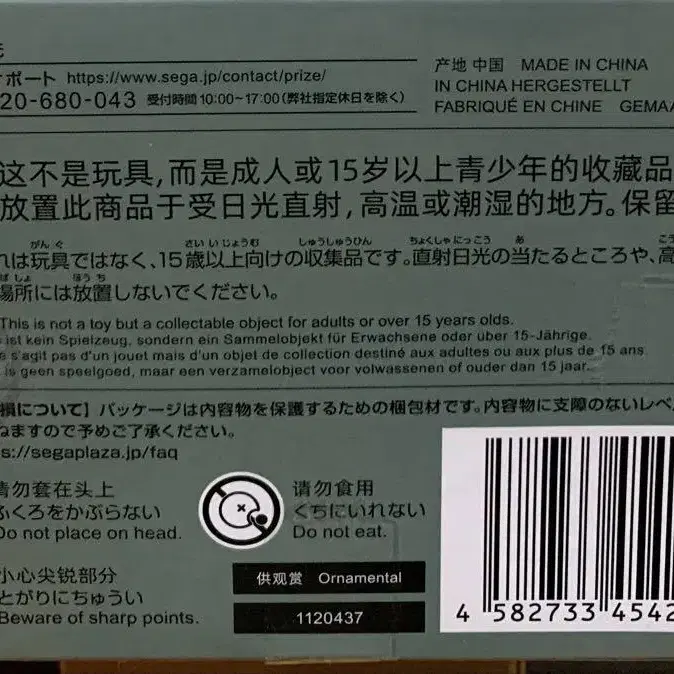 ポート https://www.sega.jp/contact/prize/
20-680-043 受付時間10:00~17:00(弊社指定休日を除く)
产地 中国 MADE IN CHINA
IN CHINA HERGESTELLT
FABRIQUÉ EN CHINE GEMAA
这不是玩具,而是成人或15岁以上青少年的收藏品
放置此商品于受日光直射,高温或潮湿的地方。保留
れは玩具ではなく、15歳以上向けの収集品です。直射日光の当たるところや、高
場所には放置しないでください。
This is not a toy but a collectable object for adults or over 15 years olds.
s ist kein Spielzeug, sondern ein Sammelobjekt für Erwachsene oder über 15-Jährige.
e s'agit pas d'un jouet mais d'un objet de collection destiné aux adultes ou aux plus de 15 ans.
is geen speelgoed, maar een verzamelobject voor volwassenen of ouder dan 15 jaar.
損について】パッケージは内容物を保護するための梱包材です。内容物に支障のないレベ
ねますので予めご了承ください。
s://segaplaza.jp/faq
请勿套在头上
ふくろをかぶらない
Do not place on head.
请勿食用
くちにいれない
Do not eat.
小心尖锐部分
とがりにちゅうい
Beware of sharp points.
供观赏 Ornamental
1120437
4 582733 4542